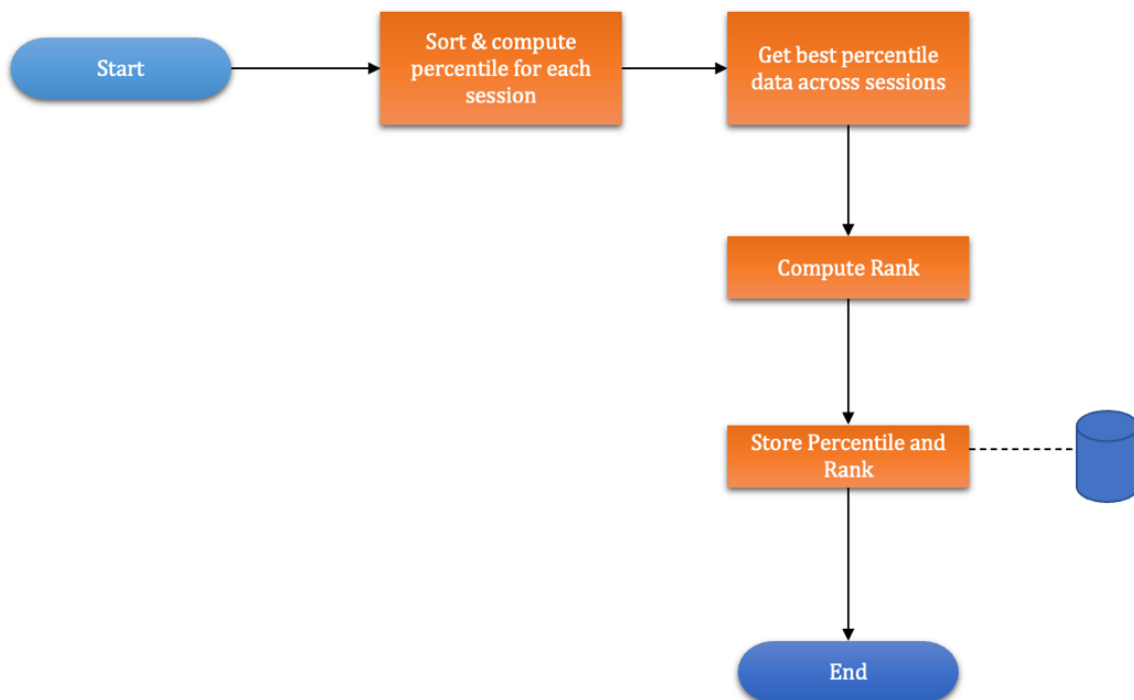 Start
Sort & compute
percentile for each
session
Get best percentile
data across sessions
Compute Rank
Store Percentile and
Rank
End